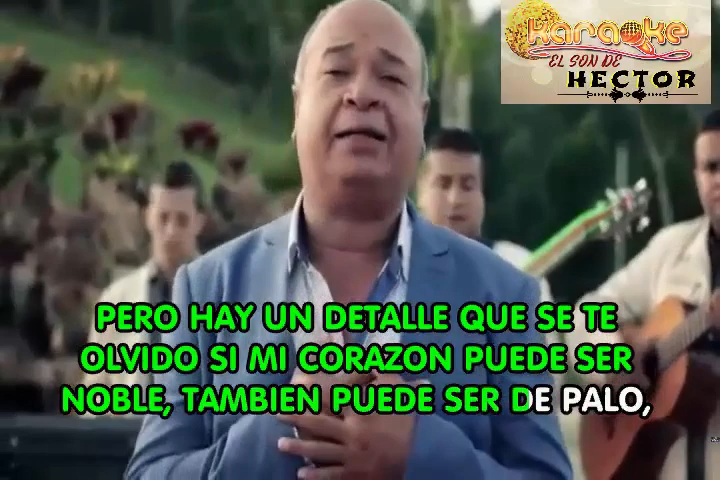 karaoke
EL SON DE
HECTOR
PERO HAY UN DETALLE QUE SE TE
OLVIDO SI MI CORAZON PUEDE SER
NOBLE, TAMBIEN PUEDE SER DE PALO,